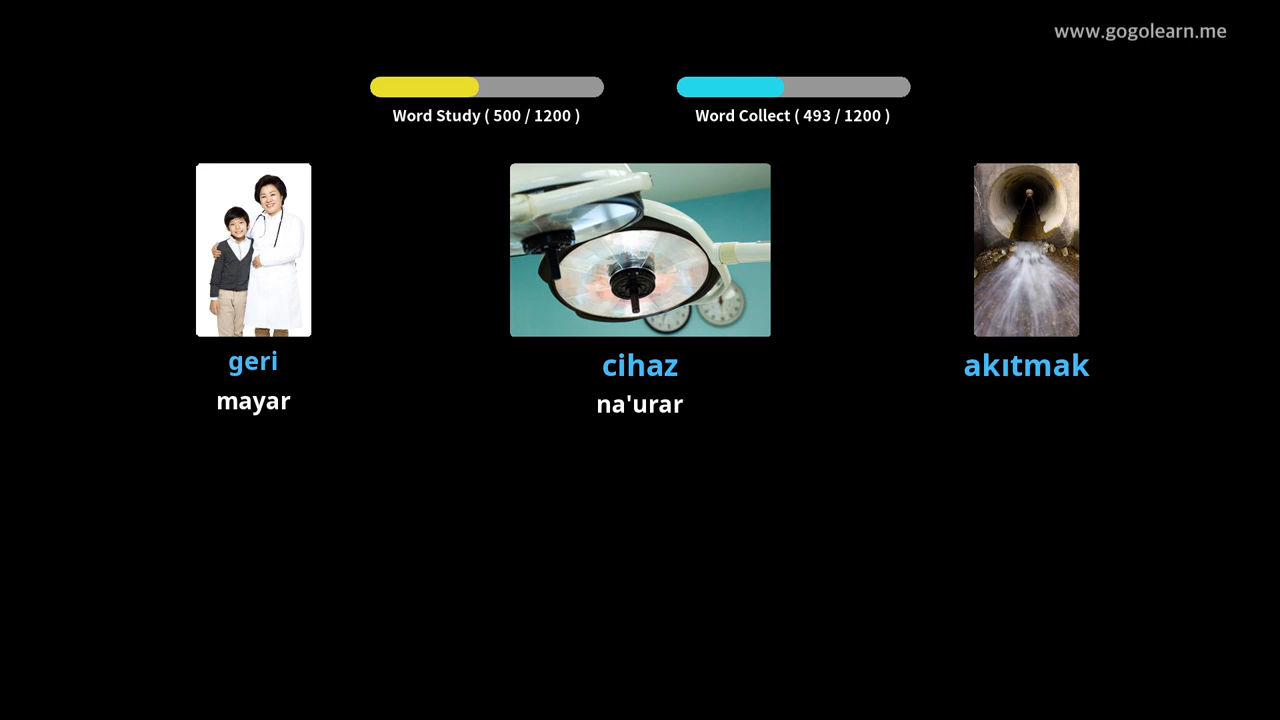 www.gogolearn.me
Word Study ( 500 / 1200 )
Word Collect ( 493 / 1200 )
geri
cihaz
akıtmak
mayar
na'urar